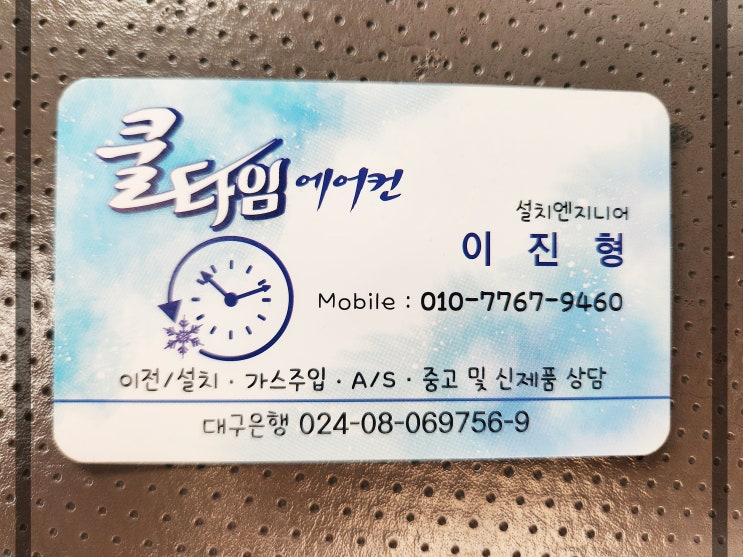 쿨타임 에어컨
설치엔지니어
이 진 형
Mobile : 010-7767-9460
이전/설치 · 가스주입 · A/S · 중고 및 신제품 상담
대구은행 024-08-069756-9